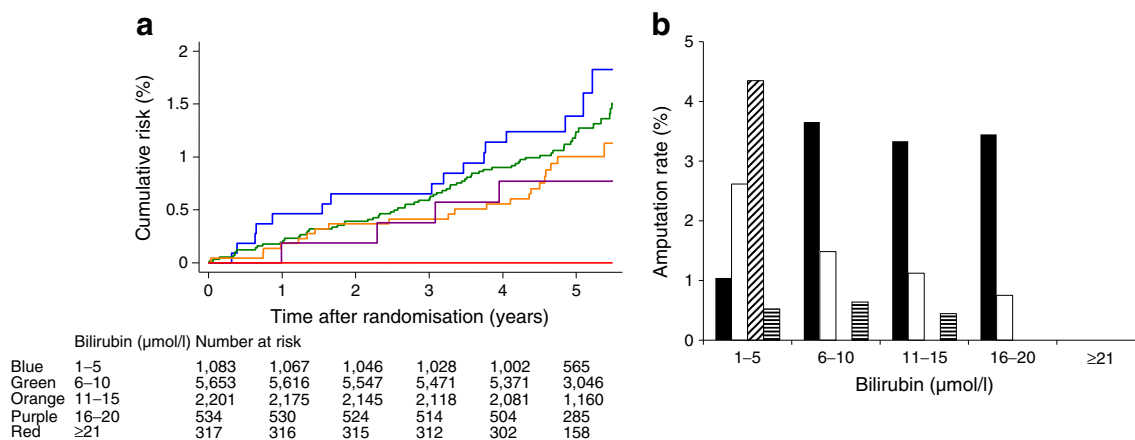 a
Cumulative risk (%)
2
1.5
1
0.5
0
0 1 2 3 4 5
Time after randomisation (years)
Bilirubin (µmol/l) Number at risk
Blue 1–5 1,083 1,067 1,046 1,028 1,002 565
Green 6–10 5,653 5,616 5,547 5,471 5,371 3,046
Orange 11–15 2,201 2,175 2,145 2,118 2,081 1,160
Purple 16–20 534 530 524 514 504 285
Red ≥21 317 316 315 312 302 158
b
Amputation rate (%)
5
4
3
2
1
0
1–5 6–10 11–15 16–20 ≥21
Bilirubin (µmol/l)